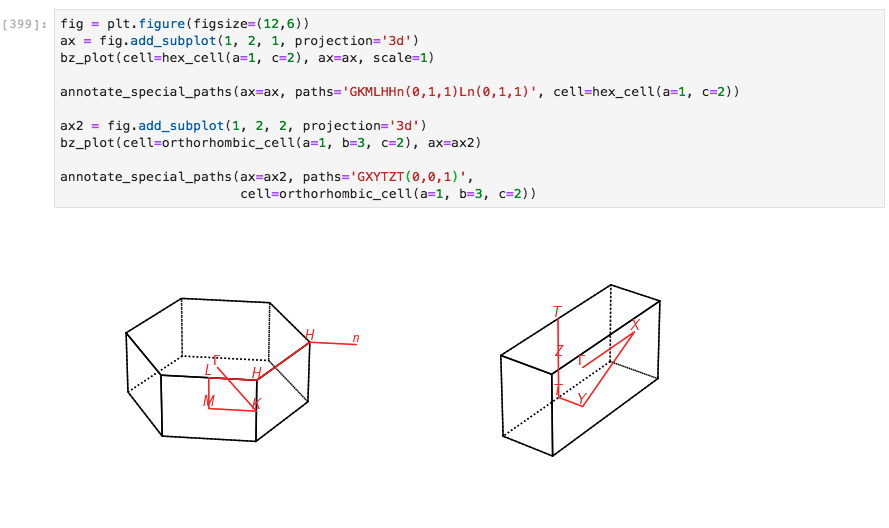 [399]: fig = plt.figure(figsize=(12,6))
ax = fig.add_subplot(1, 2, 1, projection='3d')
bz_plot(cell=hex_cell(a=1, c=2), ax=ax, scale=1)
annotate_special_paths(ax=ax, paths='GKMLHHn(0,1,1)Ln(0,1,1)', cell=hex_cell(a=1, c=2))
ax2 = fig.add_subplot(1, 2, 2, projection='3d')
bz_plot(cell=orthorhombic_cell(a=1, b=3, c=2), ax=ax2)
annotate_special_paths(ax=ax2, paths='GXYTZT(0,0,1)',
cell=orthorhombic_cell(a=1, b=3, c=2))
H
n
Γ
L
H
M
K
T
X
Z
Γ
T
Y